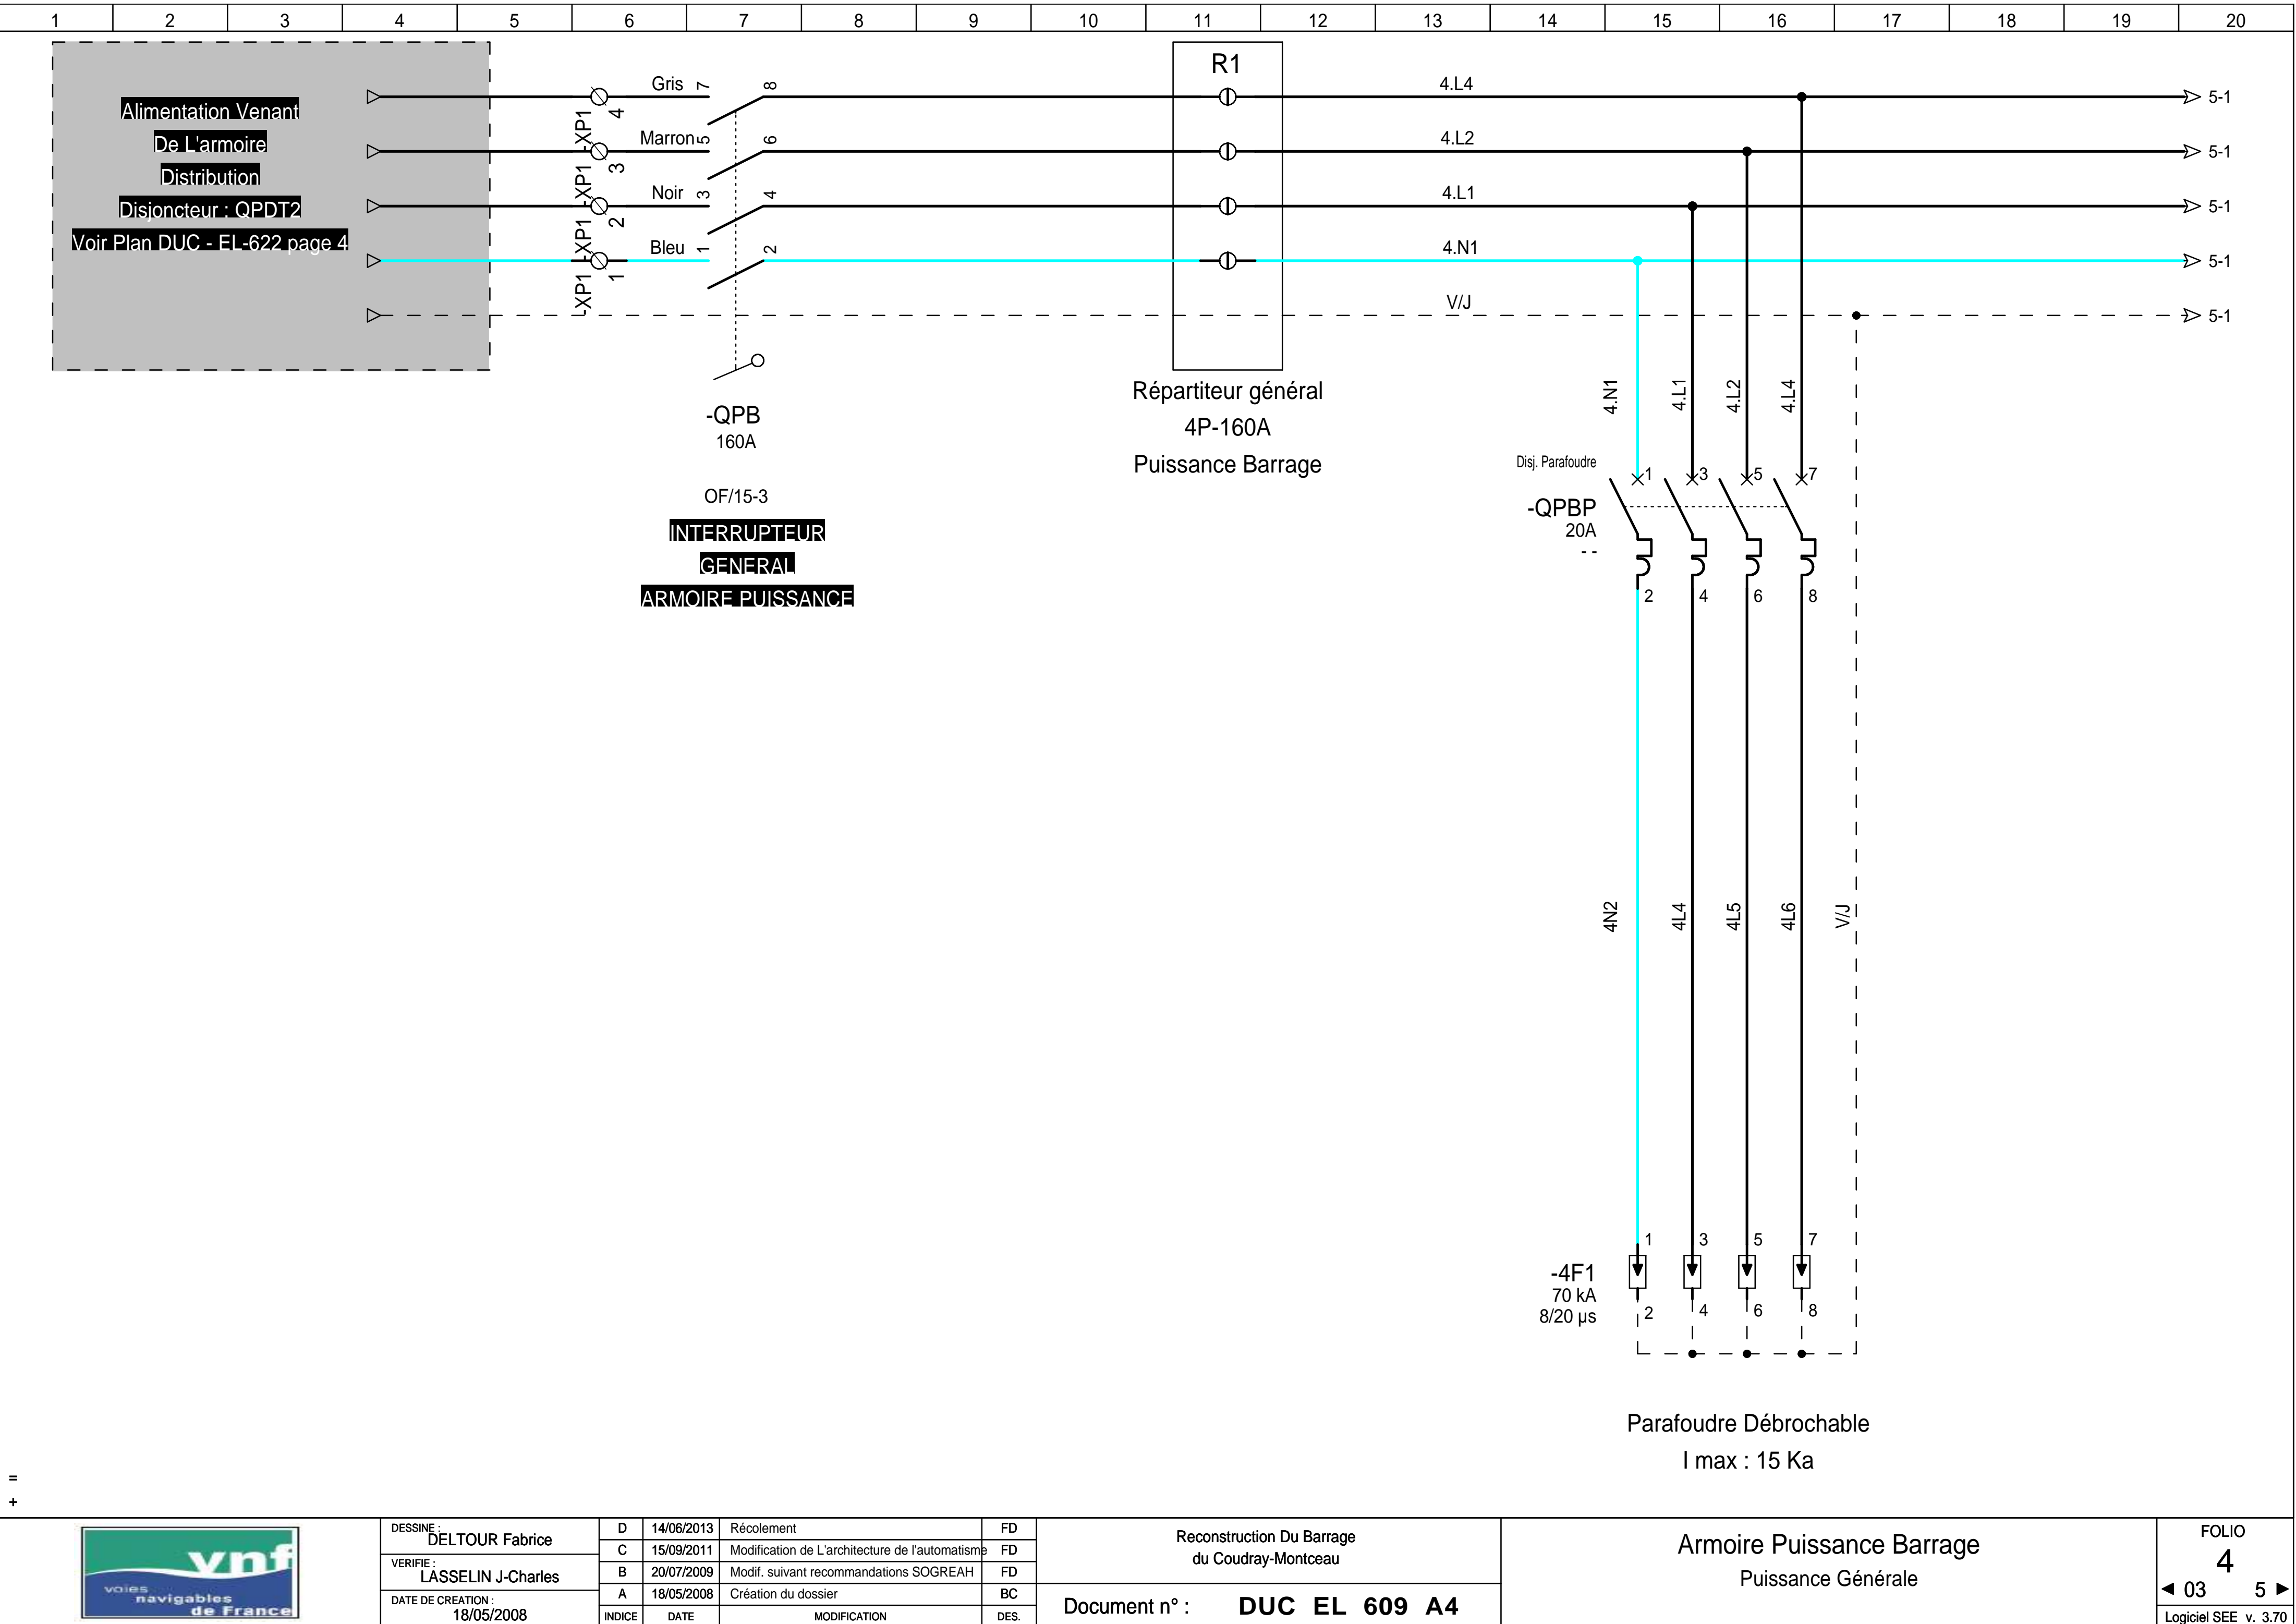 1 2 3 4 5 6 7 8 9 10 11 12 13 14 15 16 17 18 19 20
Alimentation Venant
De L'armoire
Distribution
Disjoncteur : QPDT2
Voir Plan DUC - EL-622 page 4
-XP1 4 Gris 7 8
-XP1 3 Marron 5 6
-XP1 2 Noir 3 4
-XP1 1 Bleu 1 2
-QPB
160A
OF/15-3
INTERRUPTEUR
GENERAL
ARMOIRE PUISSANCE
R1
Répartiteur général
4P-160A
Puissance Barrage
4.L4 5-1
4.L2 5-1
4.L1 5-1
4.N1 5-1
V/J 5-1
4.N1 4.L1 4.L2 4.L4
Disj. Parafoudre
1 3 5 7
-QPBP
20A
- -
2 4 6 8
4N2 4L4 4L5 4L6 V/J
1 3 5 7
-4F1
70 kA
8/20 µs
2 4 6 8
Parafoudre Débrochable
I max : 15 Ka
=
+
vnf
voies
navigables
de France
DESSINE :
DELTOUR Fabrice
VERIFIE :
LASSELIN J-Charles
DATE DE CREATION :
18/05/2008
D 14/06/2013 Récolement FD
C 15/09/2011 Modification de L'architecture de l'automatisme FD
B 20/07/2009 Modif. suivant recommandations SOGREAH FD
A 18/05/2008 Création du dossier BC
INDICE DATE MODIFICATION DES.
Reconstruction Du Barrage
du Coudray-Montceau
Document n° : DUC EL 609 A4
Armoire Puissance Barrage
Puissance Générale
FOLIO
4
◄ 03 5 ►
Logiciel SEE v. 3.70